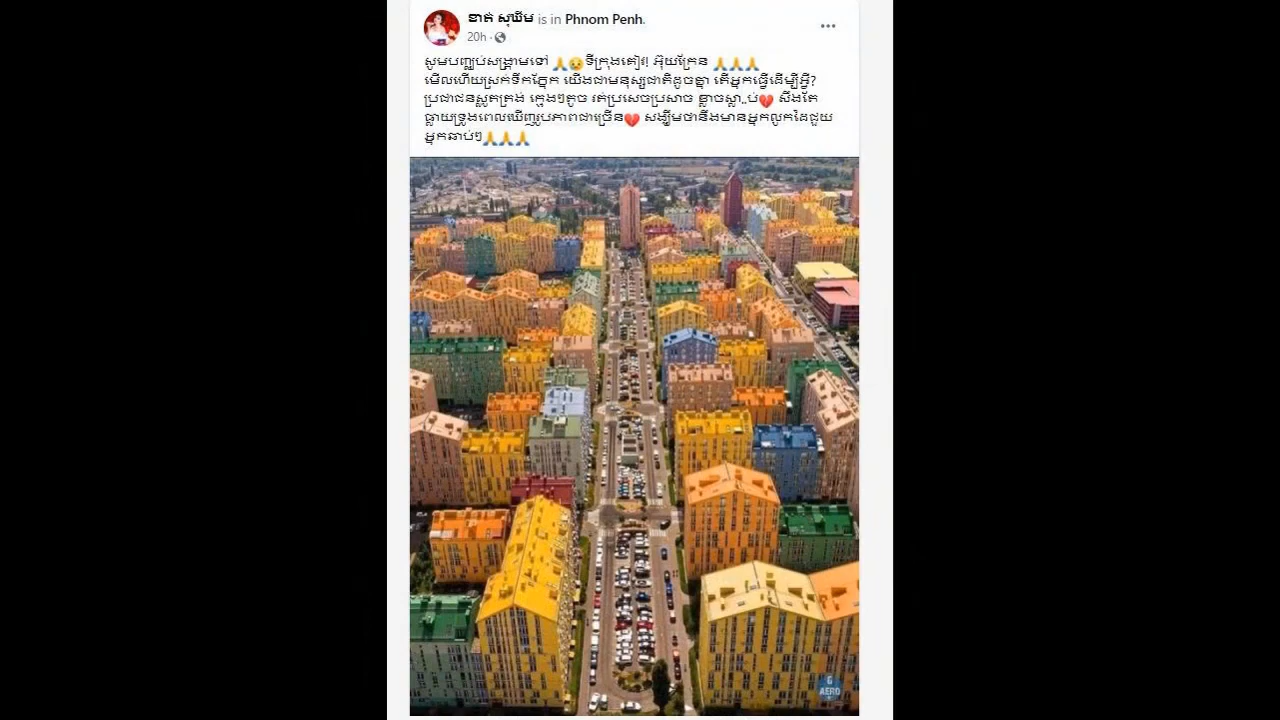 ខាត់ សុឃីម is in Phnom Penh.
20h ·
សូមបញ្ឈប់សង្គ្រាមទៅ 🙏😥ទីក្រុងគៀវ! អ៊ុយក្រែន 🙏🙏🙏
មើលហើយស្រក់ទឹកភ្នែក យើងជាមនុស្សជាតិដូចគ្នា តើអ្នកធ្វើដើម្បីអ្វី?
ប្រជាជនស្លូតត្រង់ ក្មេងៗតូច រត់ប្រសេចប្រសាច ខ្លាចស្លា..ប់💔 សឹងតែ
ធ្លាយទ្រូងពេលឃើញរូបភាពជាច្រើន💔 សង្ឃឹមថានឹងមានអ្នកលូកដៃជួយ
អ្នកឆាប់ៗ🙏🙏🙏
6
AERO